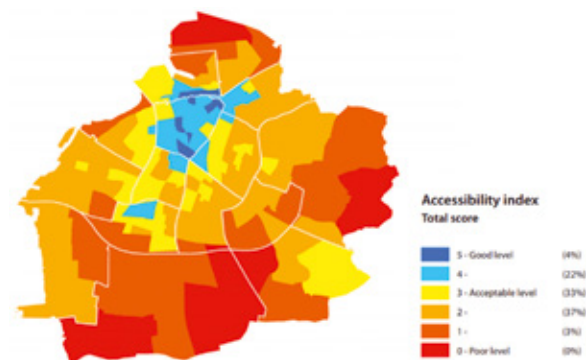 Accessibility index
Total score
5 - Good level (4%)
4 - (22%)
3 - Acceptable level (33%)
2 - (37%)
1 - (3%)
0 - Poor level (0%)